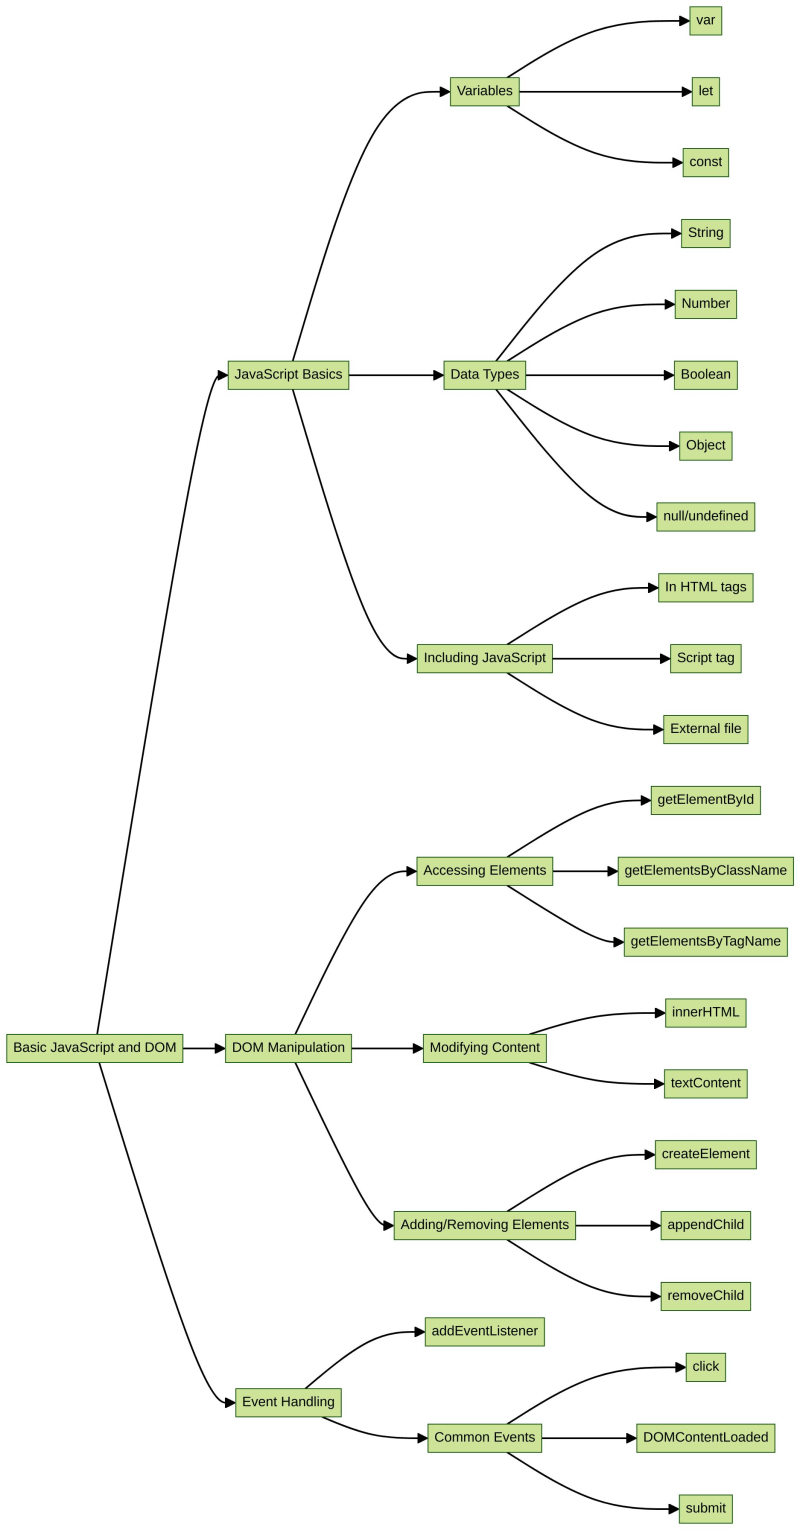 var
Variables
let
const
String
Number
JavaScript Basics
Data Types
Boolean
Object
null/undefined
In HTML tags
Including JavaScript
Script tag
External file
getElementById
Accessing Elements
getElementsByClassName
getElementsByTagName
innerHTML
Basic JavaScript and DOM
DOM Manipulation
Modifying Content
textContent
createElement
Adding/Removing Elements
appendChild
removeChild
addEventListener
click
Event Handling
Common Events
DOMContentLoaded
submit